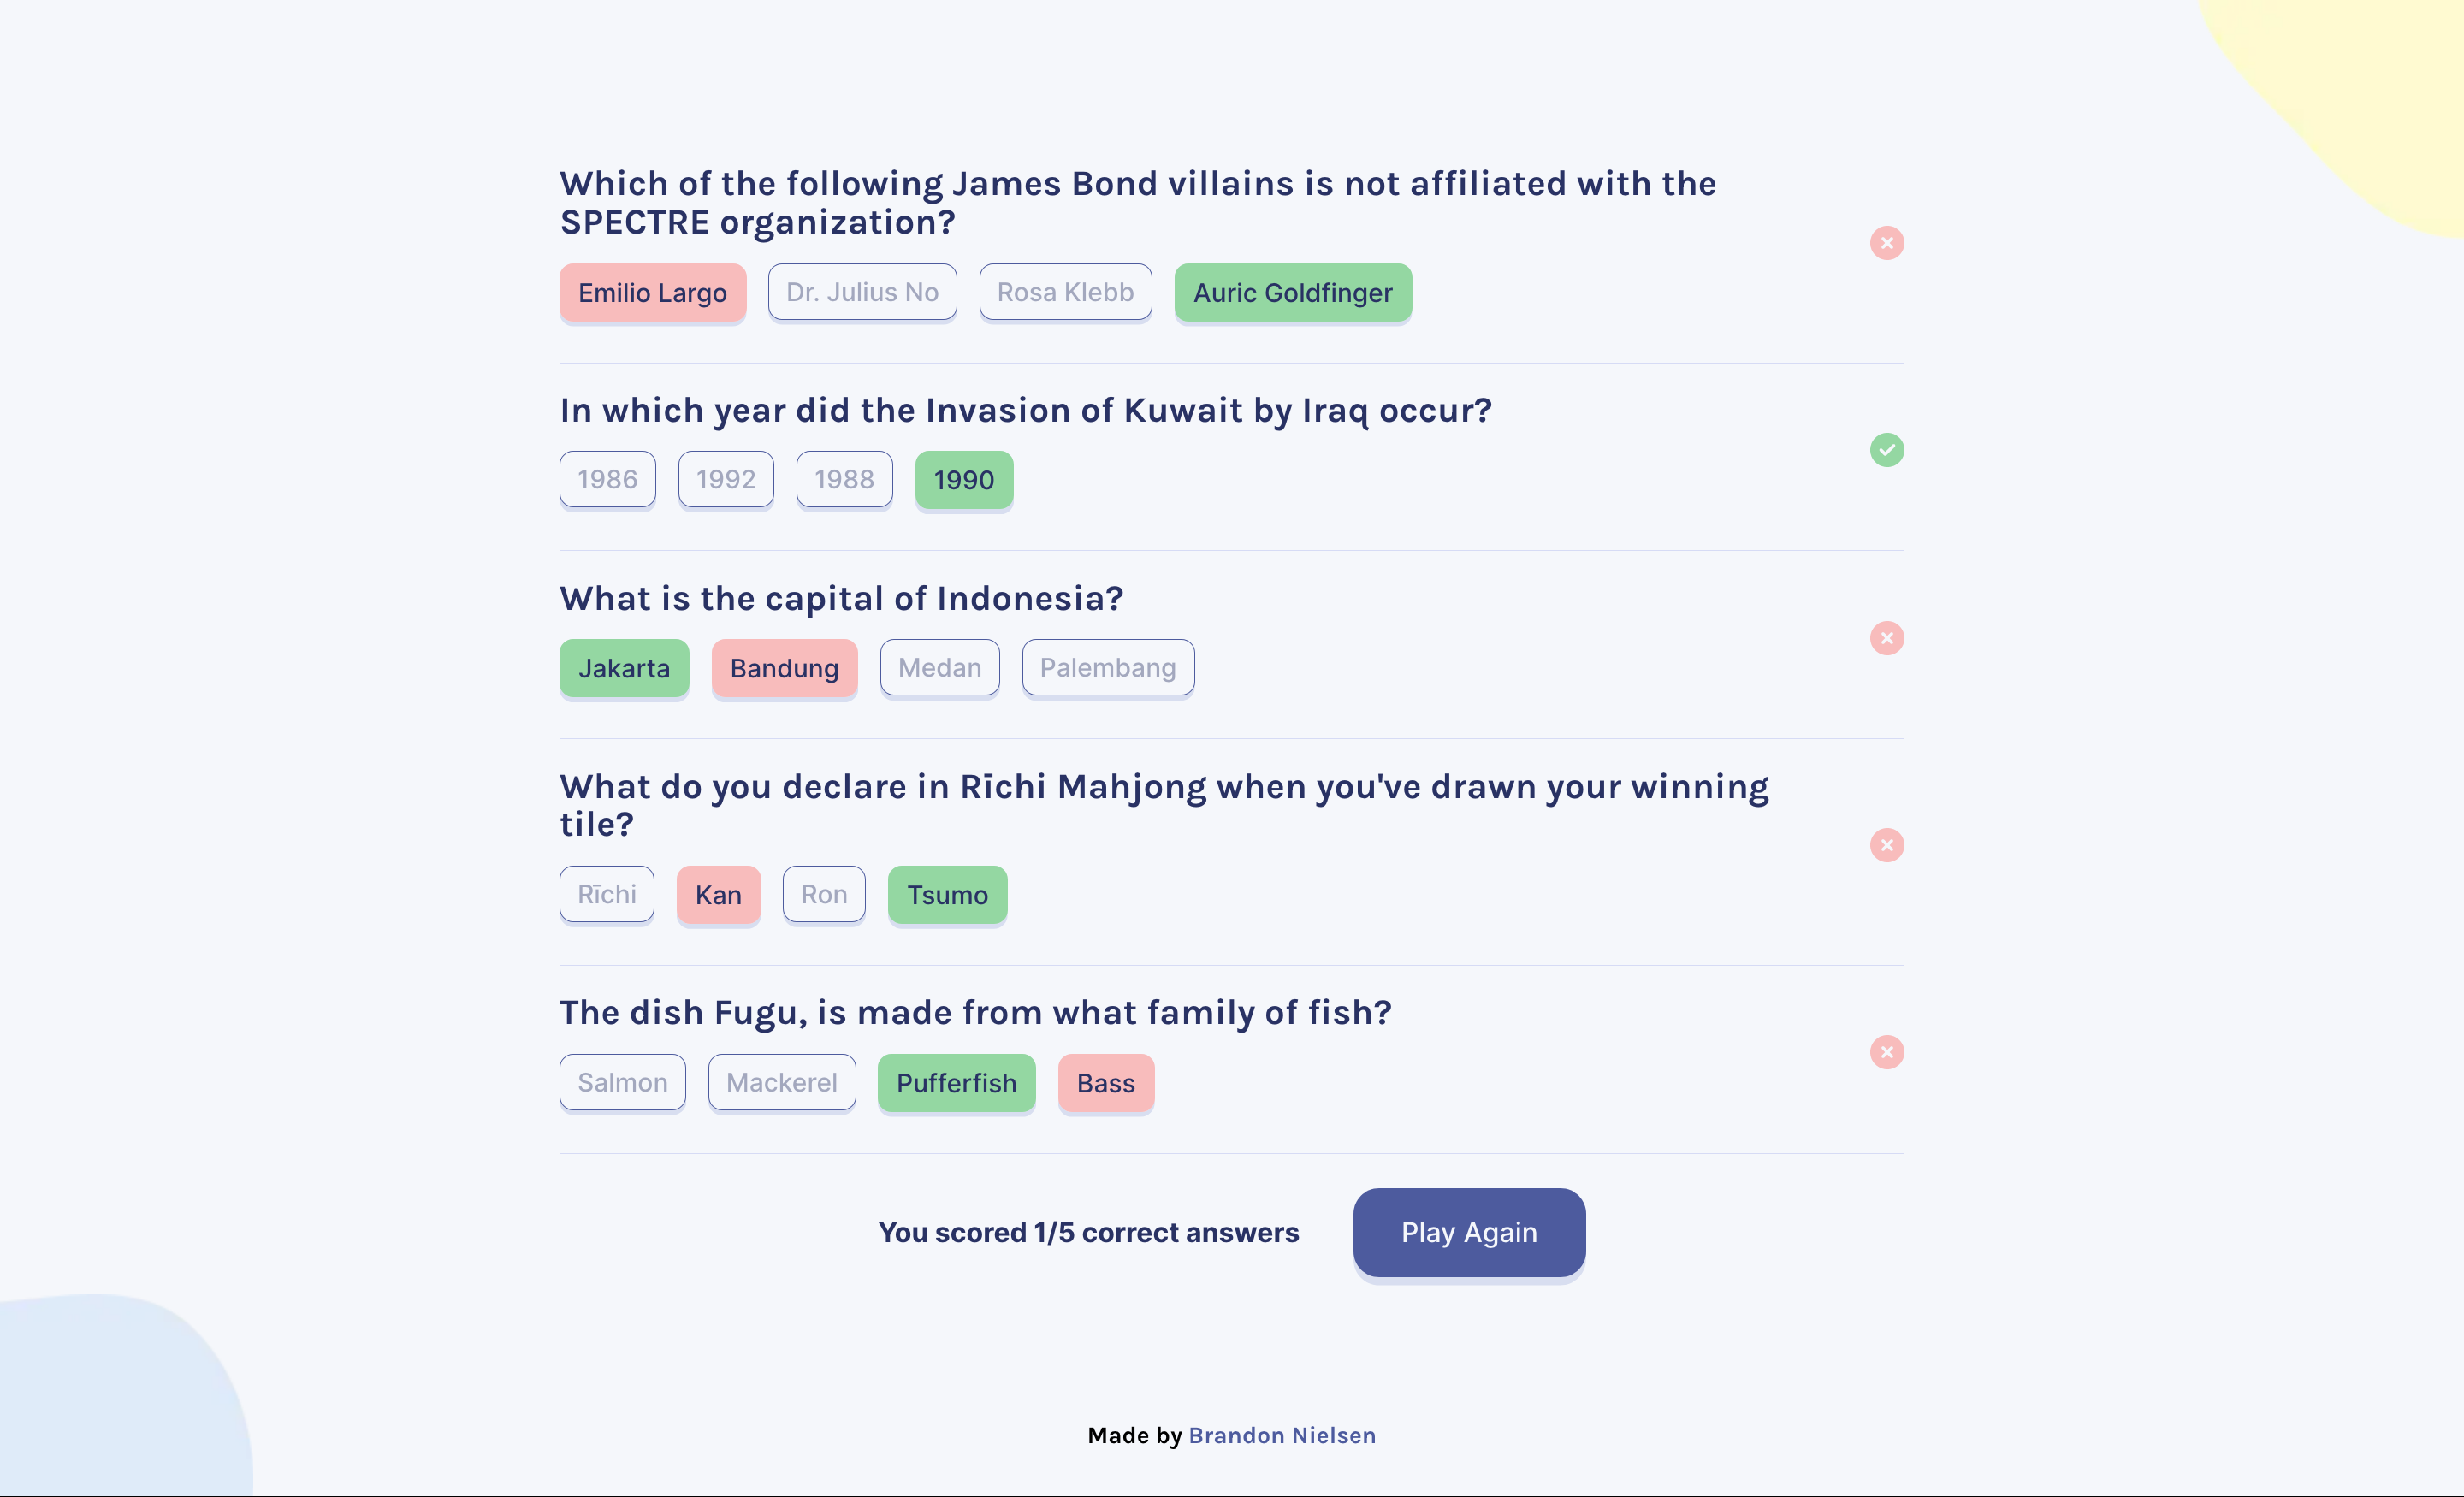 Which of the following James Bond villains is not affiliated with the
SPECTRE organization?
Emilio Largo Dr. Julius No Rosa Klebb Auric Goldfinger
In which year did the Invasion of Kuwait by Iraq occur?
1986 1992 1988 1990
What is the capital of Indonesia?
Jakarta Bandung Medan Palembang
What do you declare in Rīchi Mahjong when you've drawn your winning
tile?
Rīchi Kan Ron Tsumo
The dish Fugu, is made from what family of fish?
Salmon Mackerel Pufferfish Bass
You scored 1/5 correct answers Play Again
Made by Brandon Nielsen